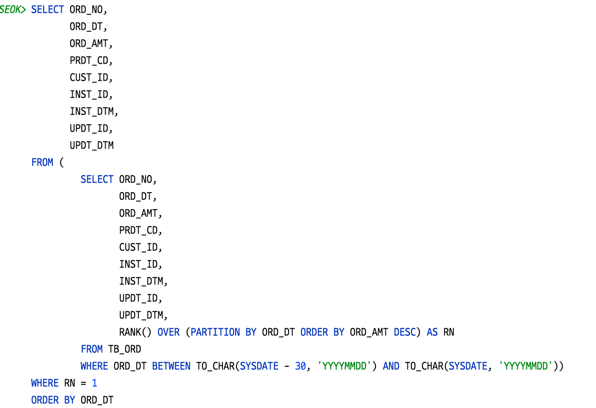 SEOK> SELECT ORD_NO,
ORD_DT,
ORD_AMT,
PRDT_CD,
CUST_ID,
INST_ID,
INST_DTM,
UPDT_ID,
UPDT_DTM
FROM (
SELECT ORD_NO,
ORD_DT,
ORD_AMT,
PRDT_CD,
CUST_ID,
INST_ID,
INST_DTM,
UPDT_ID,
UPDT_DTM,
RANK() OVER (PARTITION BY ORD_DT ORDER BY ORD_AMT DESC) AS RN
FROM TB_ORD
WHERE ORD_DT BETWEEN TO_CHAR(SYSDATE - 30, 'YYYYMMDD') AND TO_CHAR(SYSDATE, 'YYYYMMDD'))
WHERE RN = 1
ORDER BY ORD_DT